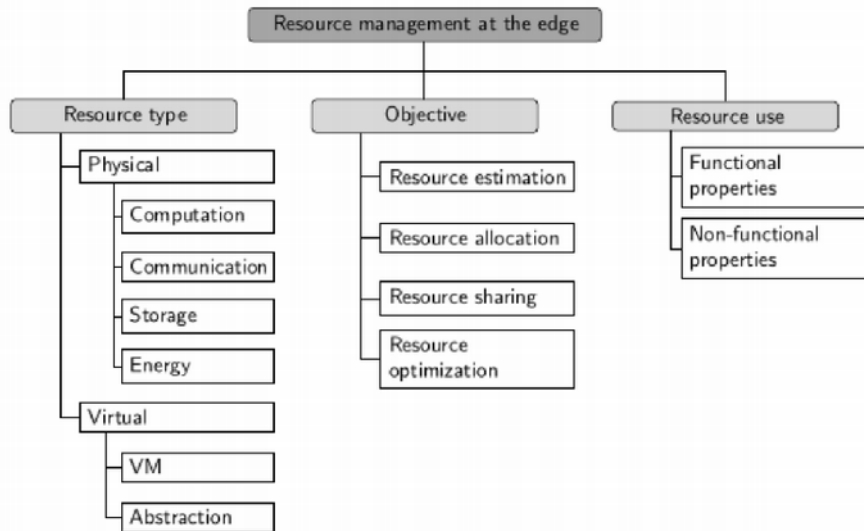 Resource management at the edge
Resource type
Physical
Computation
Communication
Storage
Energy
Virtual
VM
Abstraction
Objective
Resource estimation
Resource allocation
Resource sharing
Resource
optimization
Resource use
Functional
properties
Non-functional
properties